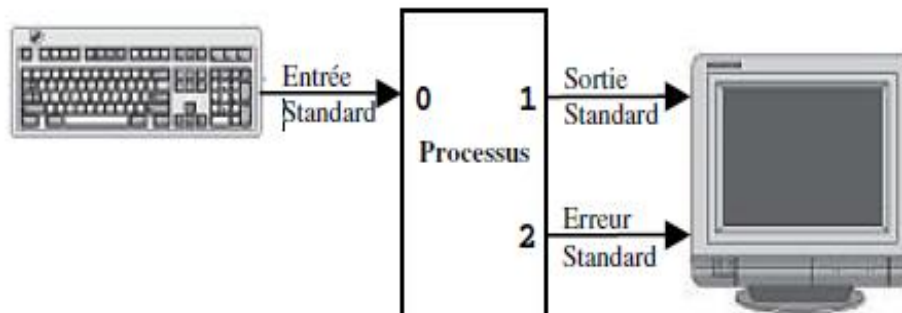 Entrée
Standard
0
1
Processus
2
Sortie
Standard
Erreur
Standard